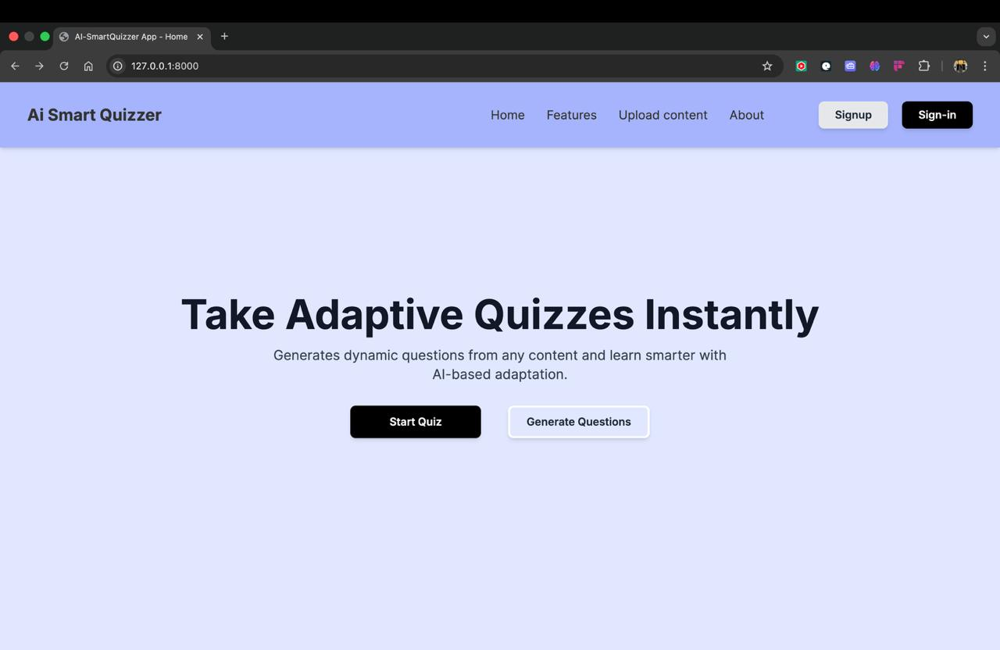 AI-SmartQuizzer App - Home
127.0.0.1:8000
Ai Smart Quizzer
Home Features Upload content About Signup Sign-in
Take Adaptive Quizzes Instantly
Generates dynamic questions from any content and learn smarter with
AI-based adaptation.
Start Quiz Generate Questions